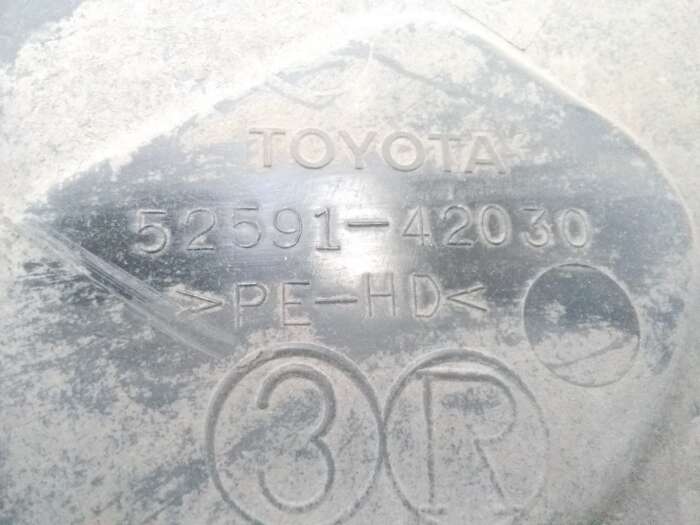 TOYOTA
52591-42030
>PE-HD<
3 R